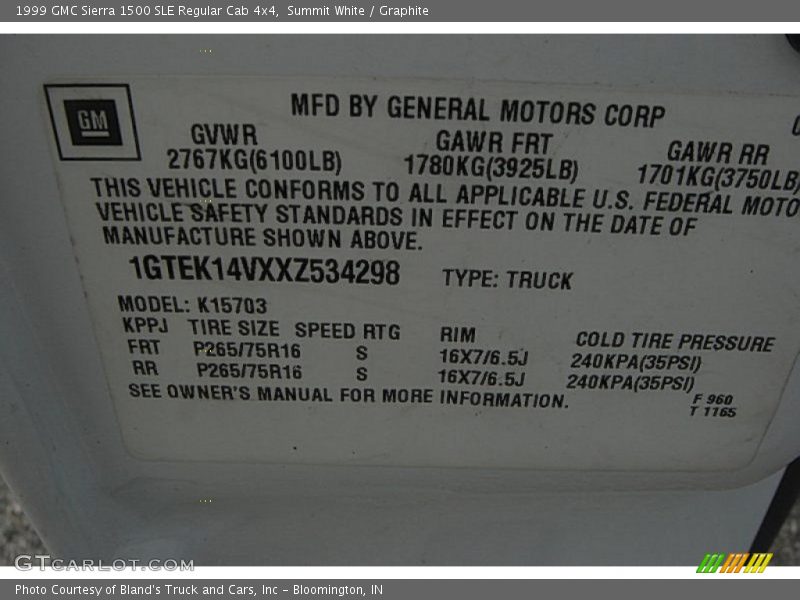 1999 GMC Sierra 1500 SLE Regular Cab 4x4, Summit White / Graphite
GM
MFD BY GENERAL MOTORS CORP
GVWR GAWR FRT GAWR RR
2767KG(6100LB) 1780KG(3925LB) 1701KG(3750LB)
THIS VEHICLE CONFORMS TO ALL APPLICABLE U.S. FEDERAL MOTO
VEHICLE SAFETY STANDARDS IN EFFECT ON THE DATE OF
MANUFACTURE SHOWN ABOVE.
1GTEK14VXXZ534298 TYPE: TRUCK
MODEL: K15703
KPPJ TIRE SIZE SPEED RTG RIM COLD TIRE PRESSURE
FRT P265/75R16 S 16X7/6.5J 240KPA(35PSI)
RR P265/75R16 S 16X7/6.5J 240KPA(35PSI)
SEE OWNER'S MANUAL FOR MORE INFORMATION.
F 960
T 1165
GTCARLOT.COM
Photo Courtesy of Bland's Truck and Cars, Inc - Bloomington, IN